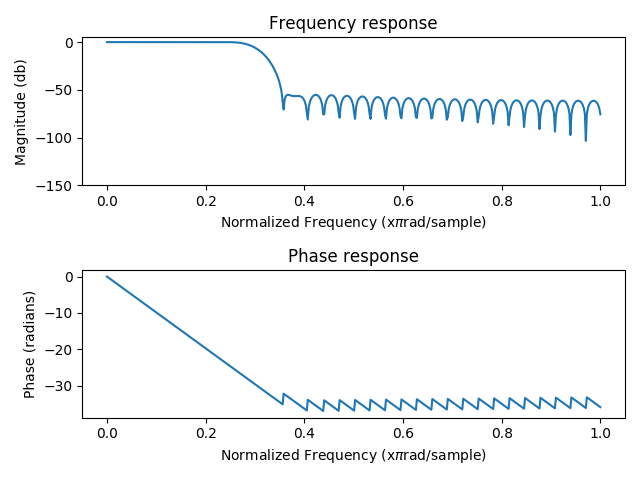 Frequency response
Magnitude (db)
0
−50
−100
−150
0.0 0.2 0.4 0.6 0.8 1.0
Normalized Frequency (xπrad/sample)
Phase response
Phase (radians)
0
−10
−20
−30
0.0 0.2 0.4 0.6 0.8 1.0
Normalized Frequency (xπrad/sample)